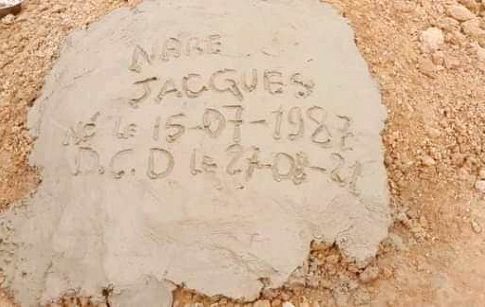 NARE
JACQUES
NÉ LE 15-07-1987
D.C.D LE 27-08-21